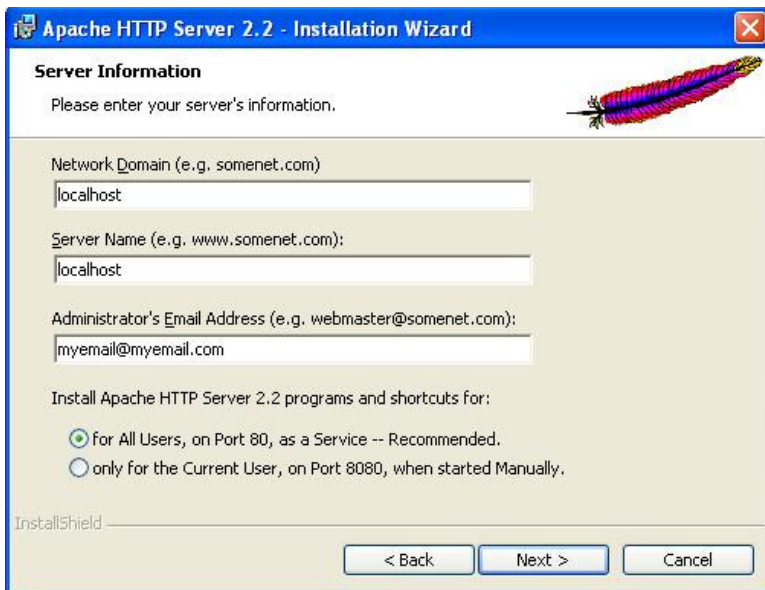 Apache HTTP Server 2.2 - Installation Wizard
Server Information
Please enter your server's information.
Network Domain (e.g. somenet.com)
localhost
Server Name (e.g. www.somenet.com):
localhost
Administrator's Email Address (e.g. webmaster@somenet.com):
myemail@myemail.com
Install Apache HTTP Server 2.2 programs and shortcuts for:
for All Users, on Port 80, as a Service -- Recommended.
only for the Current User, on Port 8080, when started Manually.
InstallShield
< Back Next > Cancel